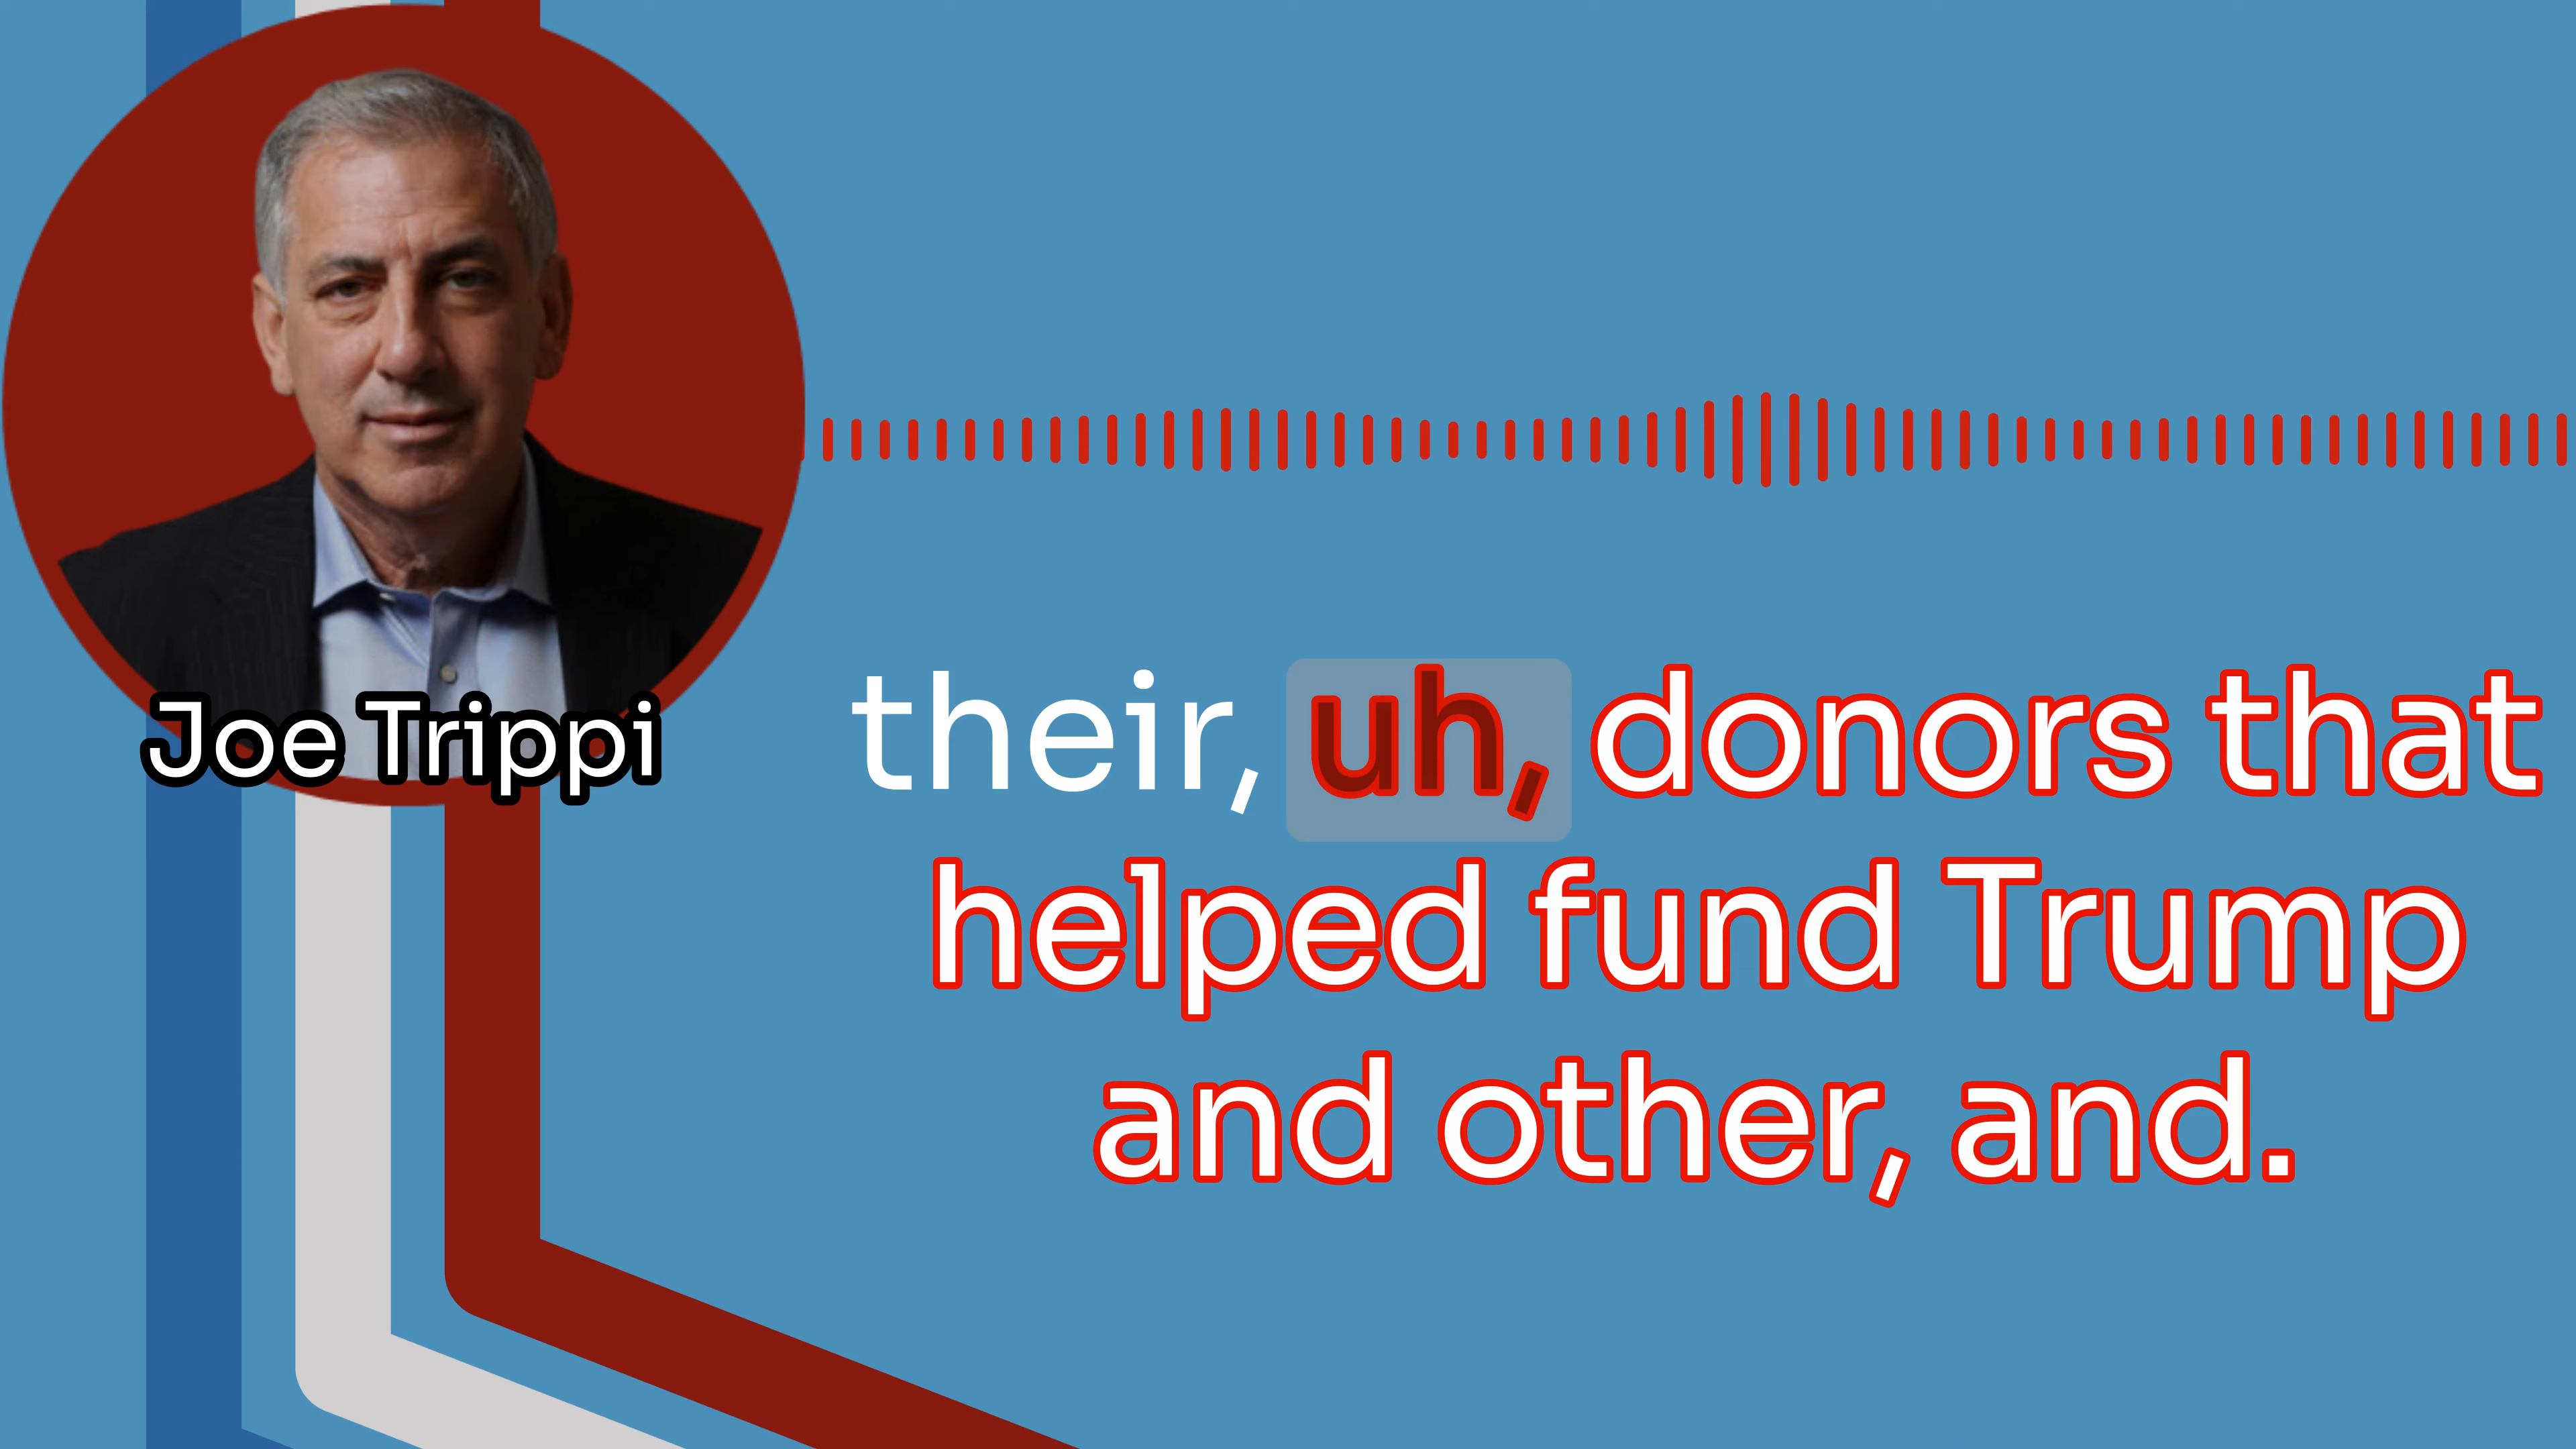 Joe Trippi
their, uh, donors that
helped fund Trump
and other, and.